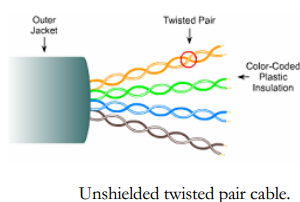 Outer
Jacket
Twisted Pair
Color-Coded
Plastic
Insulation
Unshielded twisted pair cable.